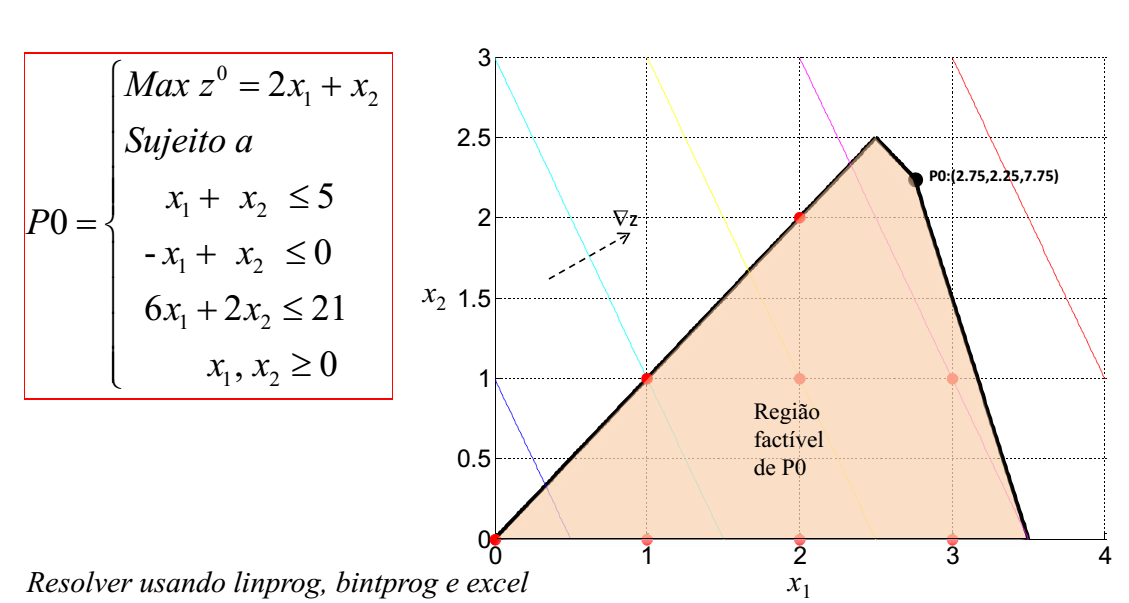 P0 =
Max z⁰ = 2x₁ + x₂
Sujeito a
x₁ + x₂ ≤ 5
- x₁ + x₂ ≤ 0
6x₁ + 2x₂ ≤ 21
x₁, x₂ ≥ 0
3
2.5
2
1.5
1
0.5
0
x₂
∇z
P0:(2.75,2.25,7.75)
Região
factível
de P0
0 1 2 3 4
x₁
Resolver usando linprog, bintprog e excel